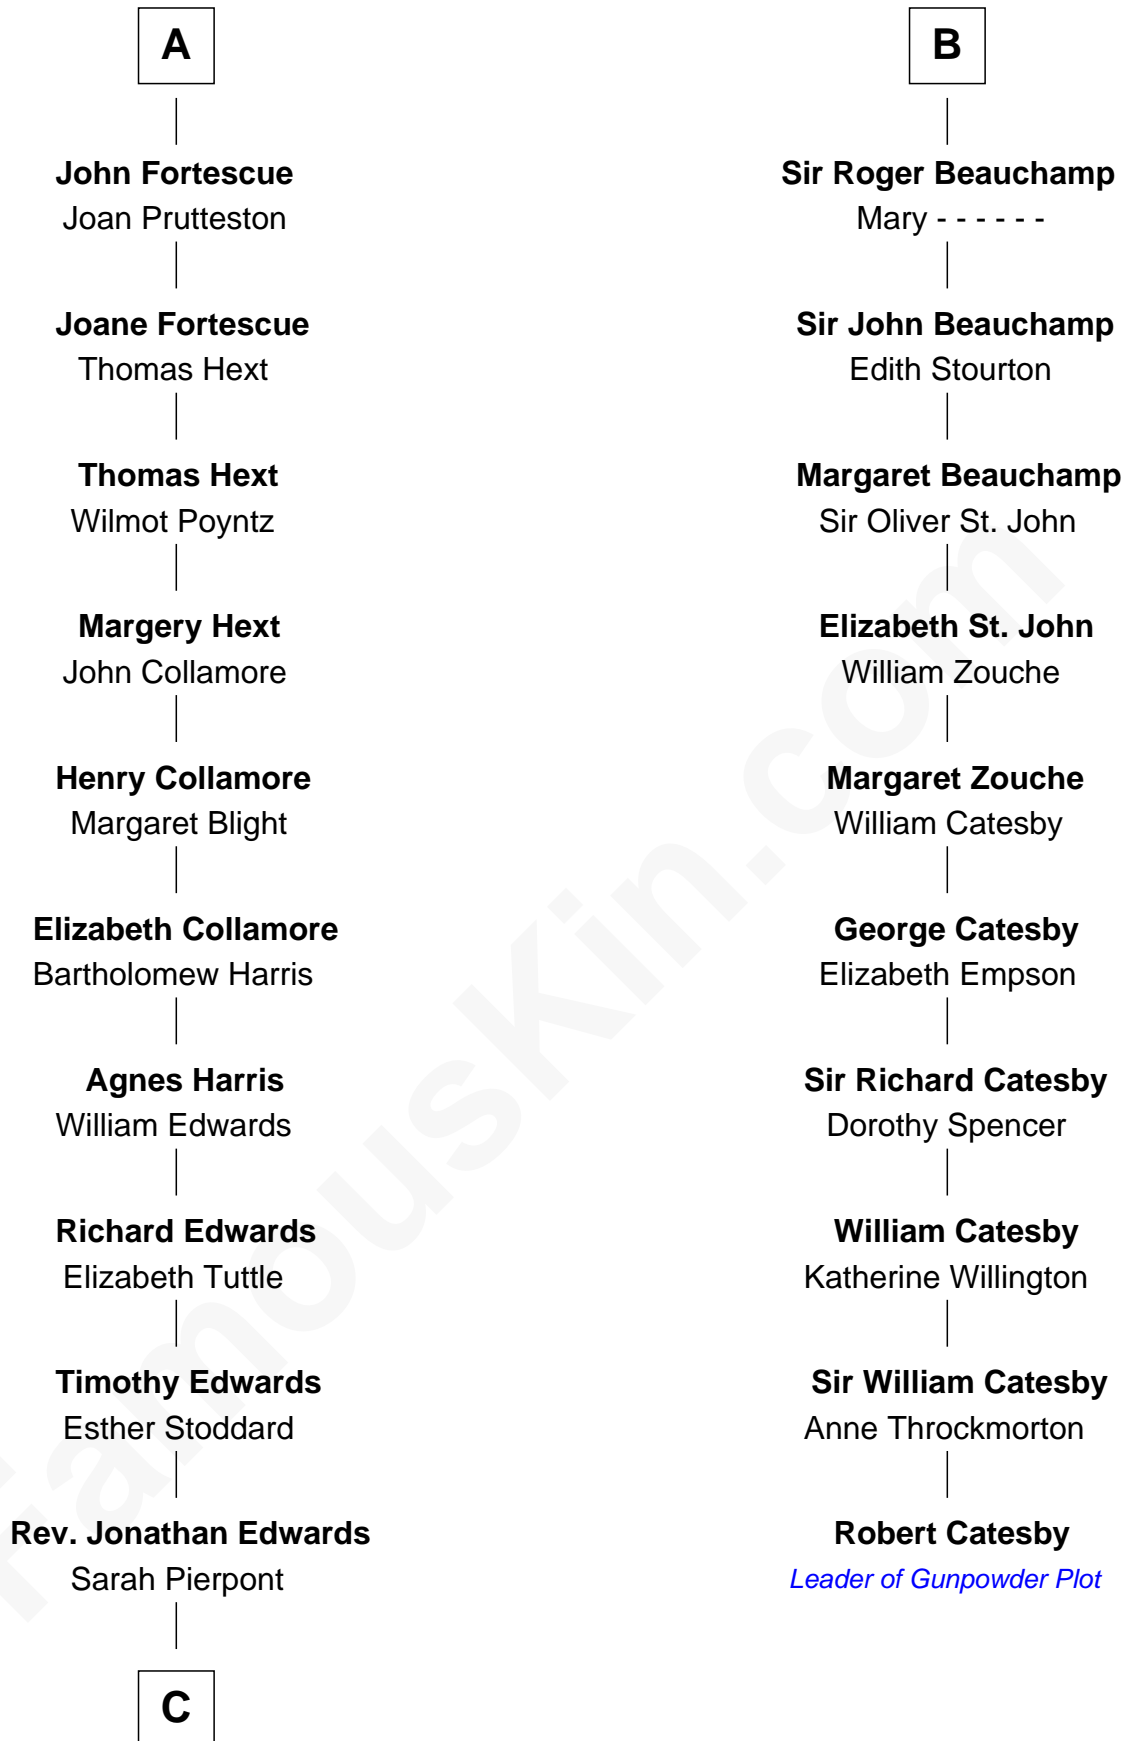 A
John Fortescue
Joan Prutteston
Joane Fortescue
Thomas Hext
Thomas Hext
Wilmot Poyntz
Margery Hext
John Collamore
Henry Collamore
Margaret Blight
Elizabeth Collamore
Bartholomew Harris
Agnes Harris
William Edwards
Richard Edwards
Elizabeth Tuttle
Timothy Edwards
Esther Stoddard
Rev. Jonathan Edwards
Sarah Pierpont
C
B
Sir Roger Beauchamp
Mary - - - - - -
Sir John Beauchamp
Edith Stourton
Margaret Beauchamp
Sir Oliver St. John
Elizabeth St. John
William Zouche
Margaret Zouche
William Catesby
George Catesby
Elizabeth Empson
Sir Richard Catesby
Dorothy Spencer
William Catesby
Katherine Willington
Sir William Catesby
Anne Throckmorton
Robert Catesby
Leader of Gunpowder Plot
FamousKin.com